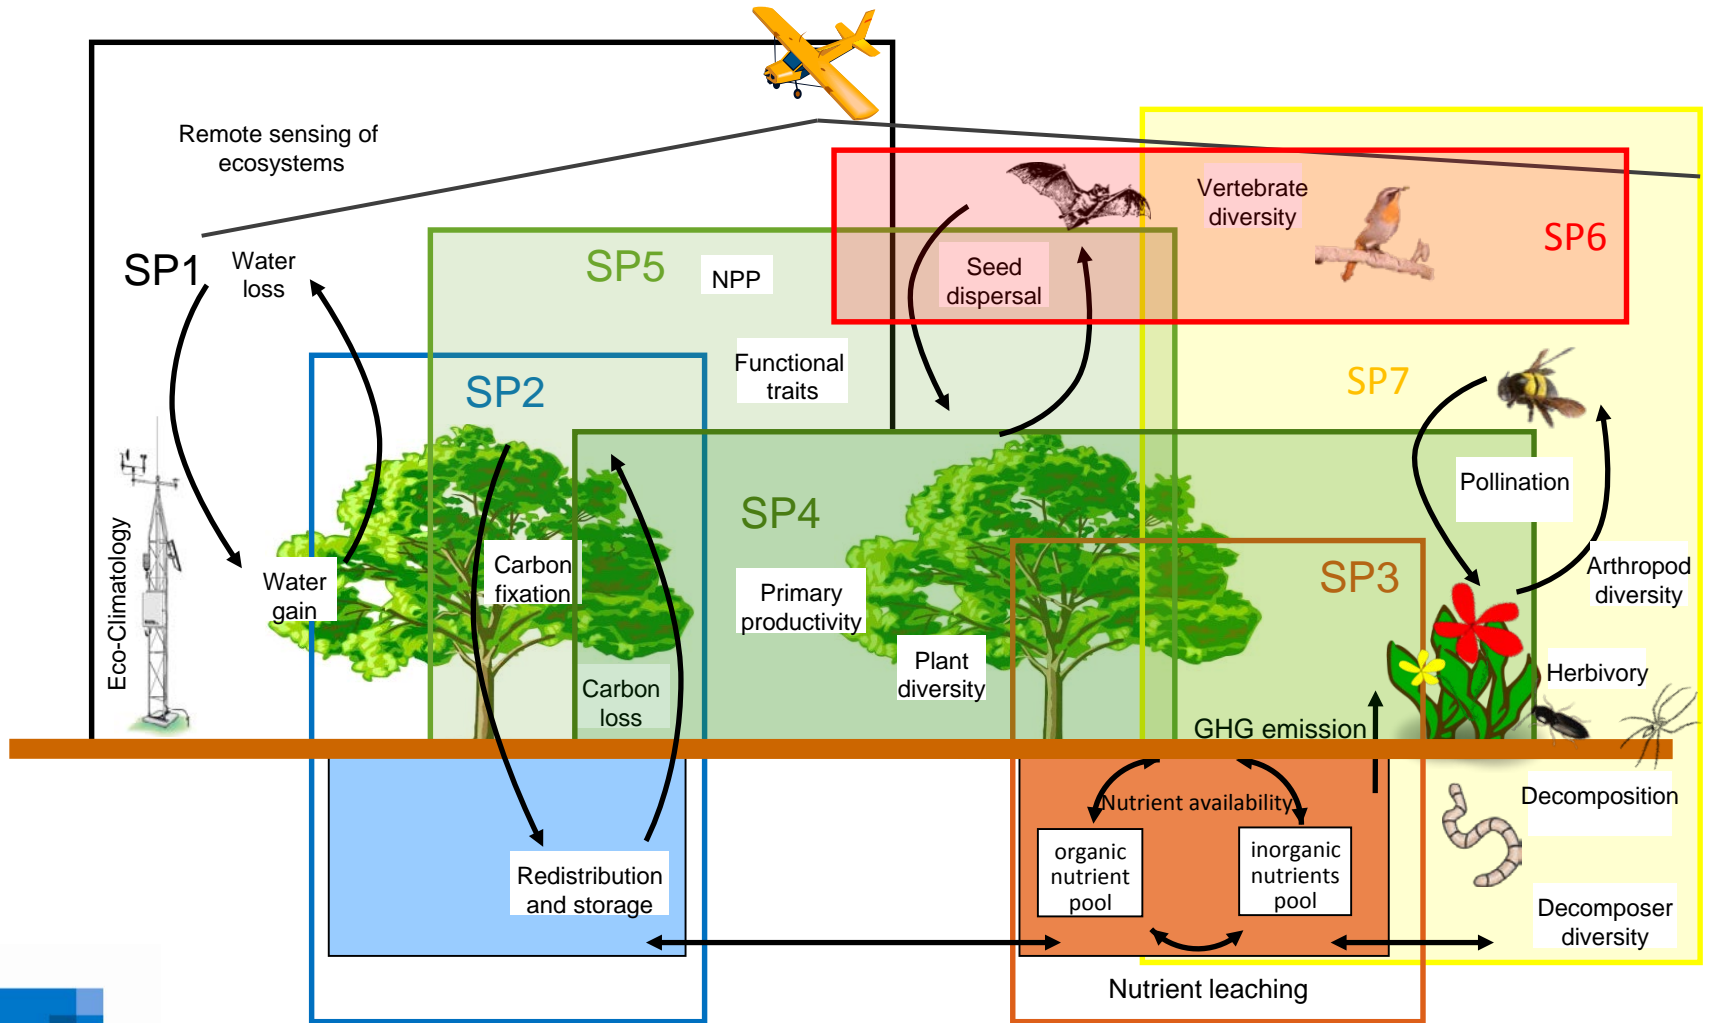 Remote sensing of
ecosystems
SP1
Water
loss
SP5
NPP
Seed
dispersal
Vertebrate
diversity
SP6
Functional
traits
SP2
SP7
Pollination
SP4
Eco-Climatology
Water
gain
Carbon
fixation
Primary
productivity
SP3
Arthropod
diversity
Plant
diversity
Carbon
loss
Herbivory
GHG emission
Nutrient availability
Decomposition
organic
nutrient
pool
inorganic
nutrients
pool
Redistribution
and storage
Decomposer
diversity
Nutrient leaching